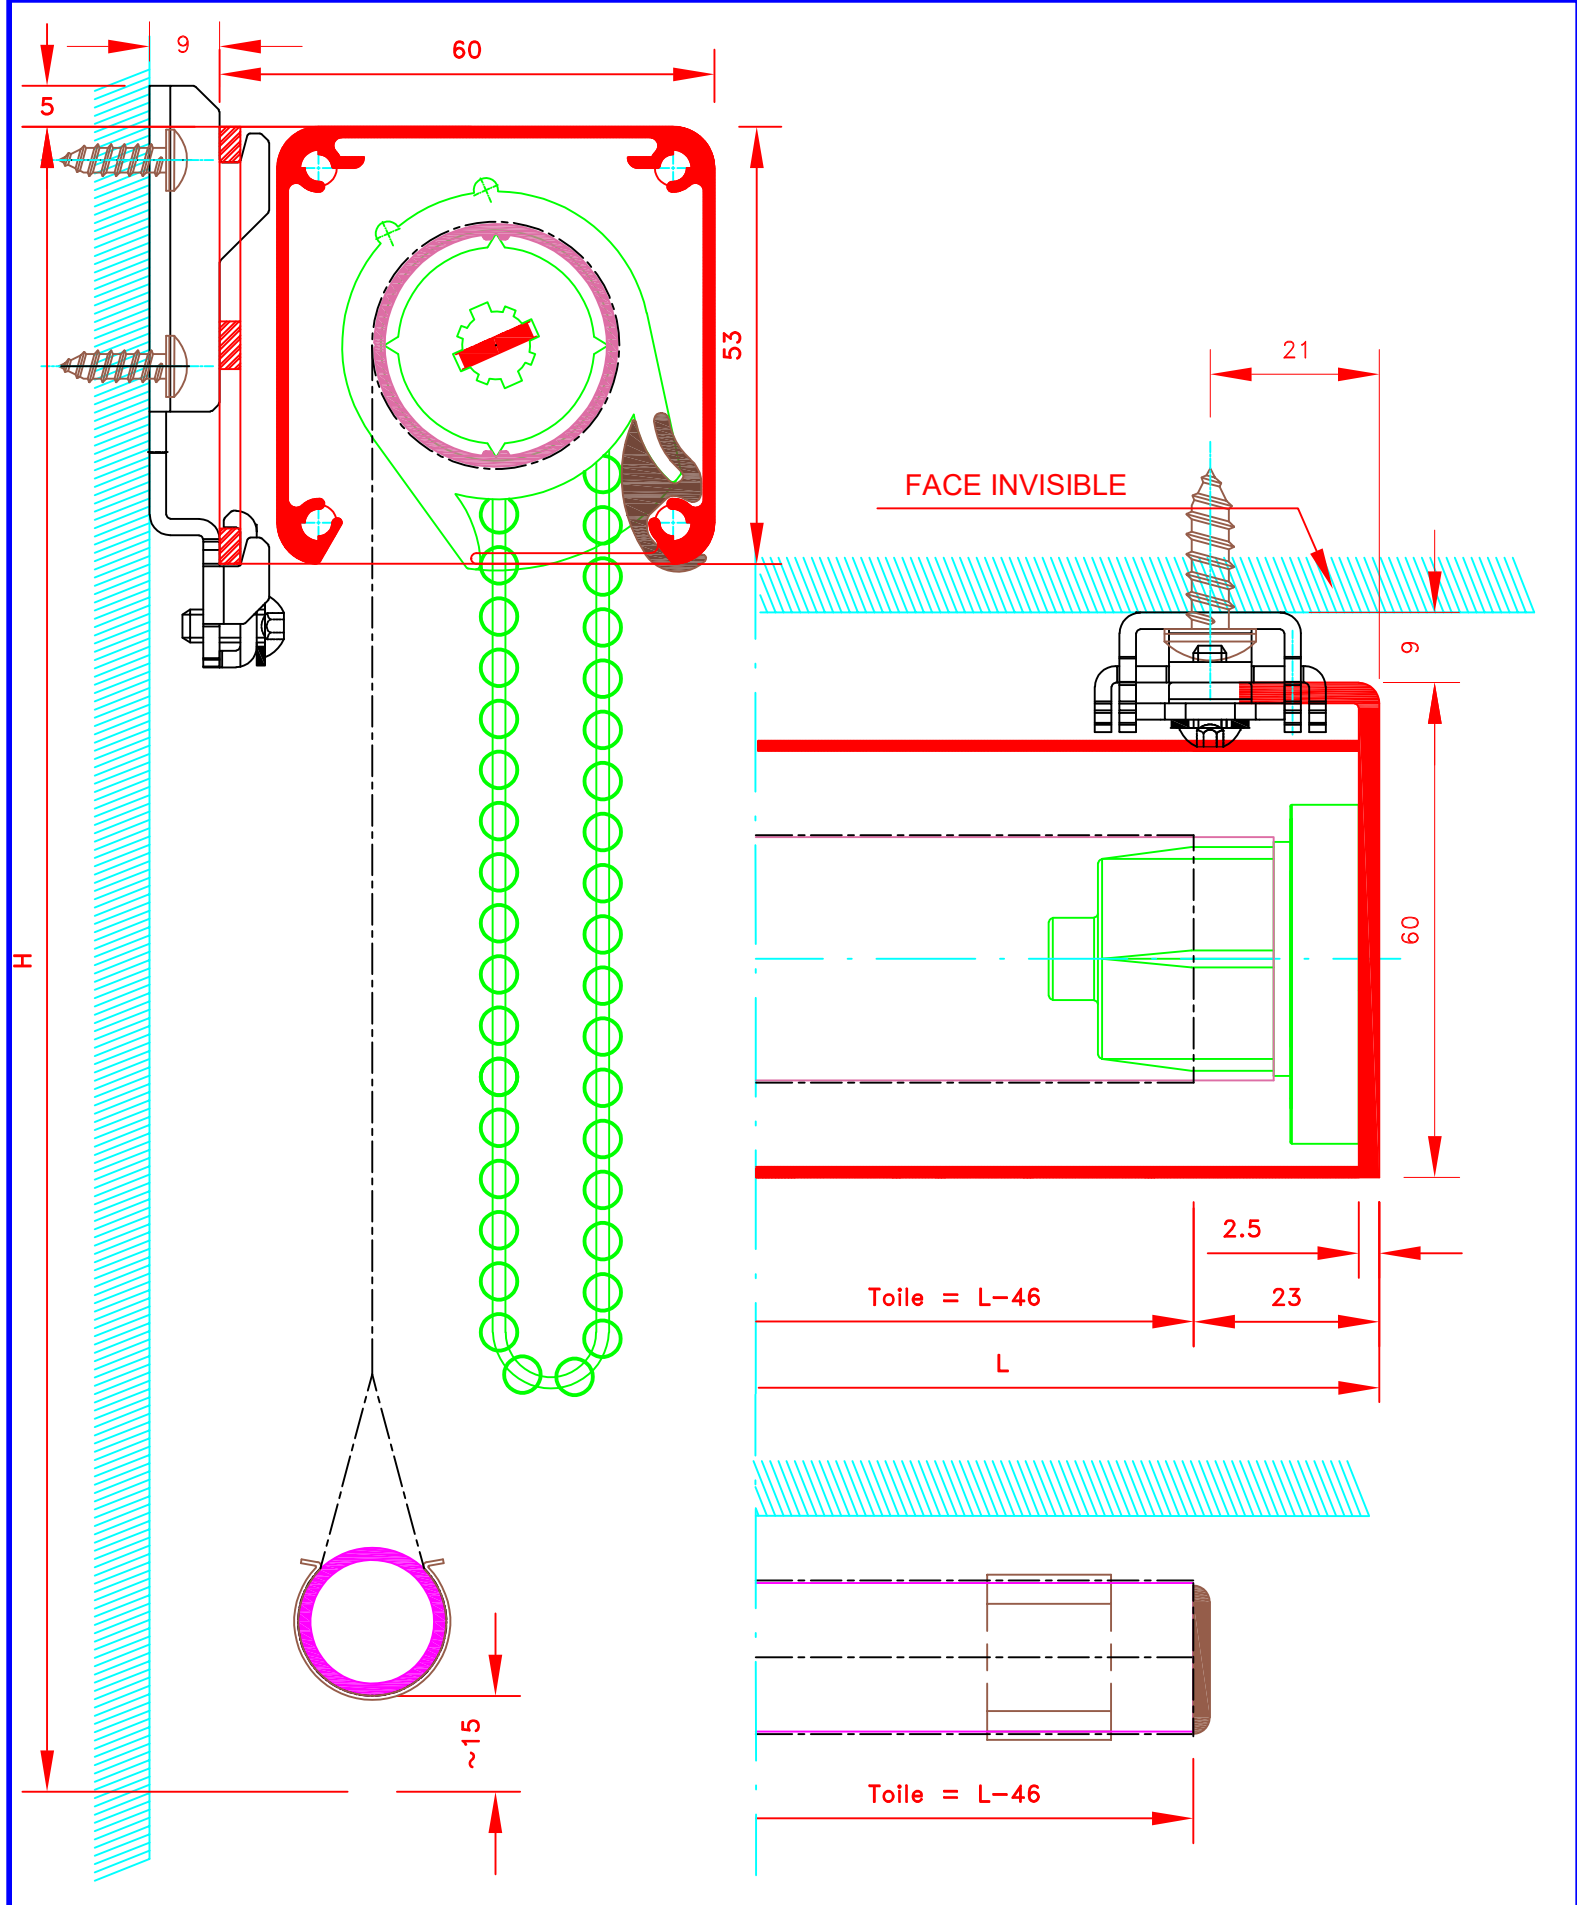 9
60
5
53
21
FACE INVISIBLE
9
H
60
2.5
Toile = L-46
23
L
~15
Toile = L-46